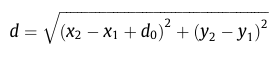 d = √((x₂ − x₁ + d₀)² + (y₂ − y₁)²)